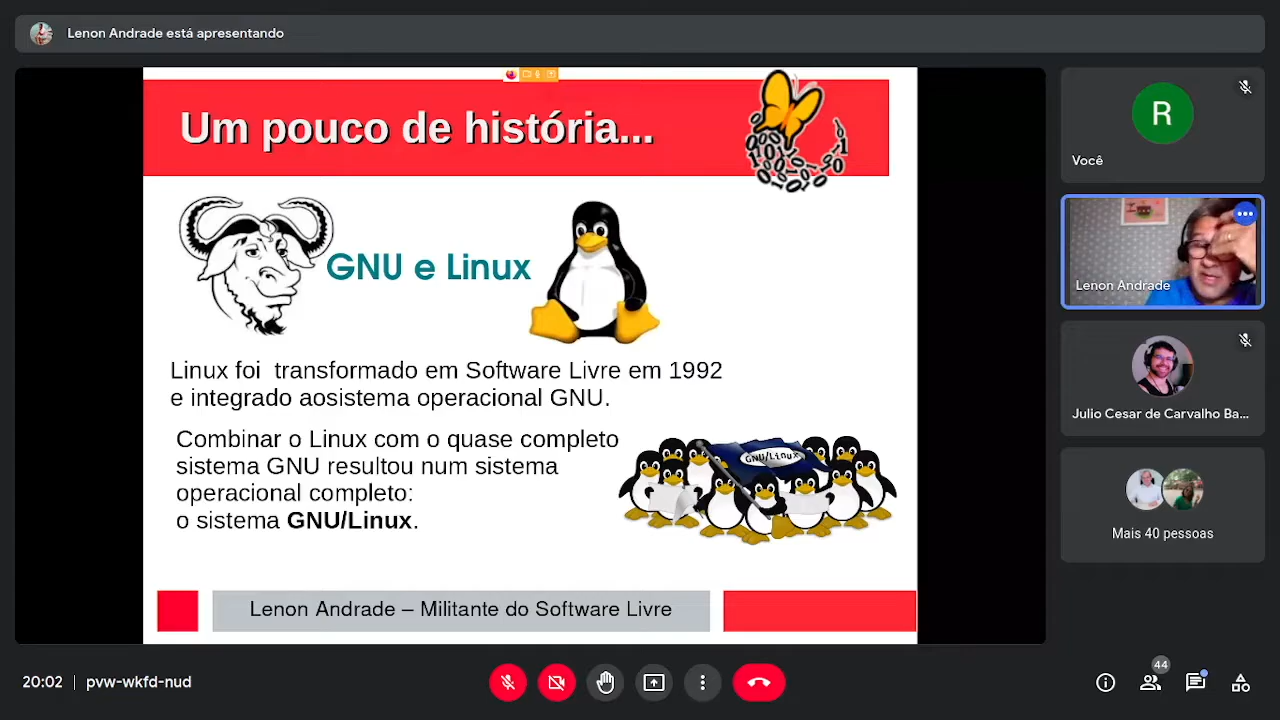 Lenon Andrade está apresentando
Um pouco de história...
GNU e Linux
Linux foi  transformado em Software Livre em 1992
e integrado aosistema operacional GNU.
Combinar o Linux com o quase completo
sistema GNU resultou num sistema
operacional completo:
o sistema GNU/Linux.
GNU/Linux
Lenon Andrade – Militante do Software Livre
R
Você
Lenon Andrade
Julio Cesar de Carvalho Ba...
Mais 40 pessoas
20:02 | pvw-wkfd-nud
44